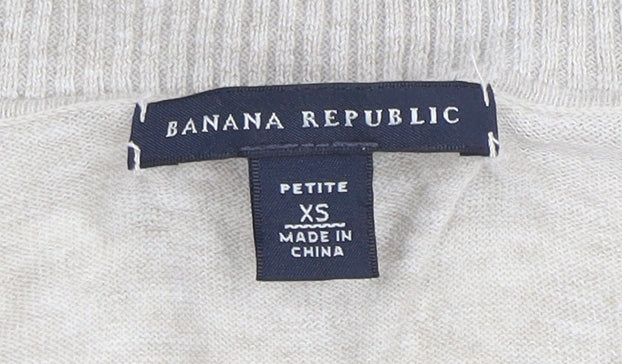 BANANA REPUBLIC
PETITE
XS
MADE IN
CHINA